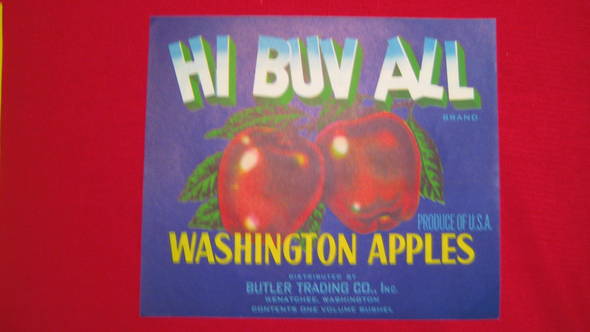 HI BUV ALL
BRAND
PRODUCE OF U.S.A.
WASHINGTON APPLES
DISTRIBUTED BY
BUTLER TRADING CO., INC.
WENATCHEE, WASHINGTON
CONTENTS ONE VOLUME BUSHEL